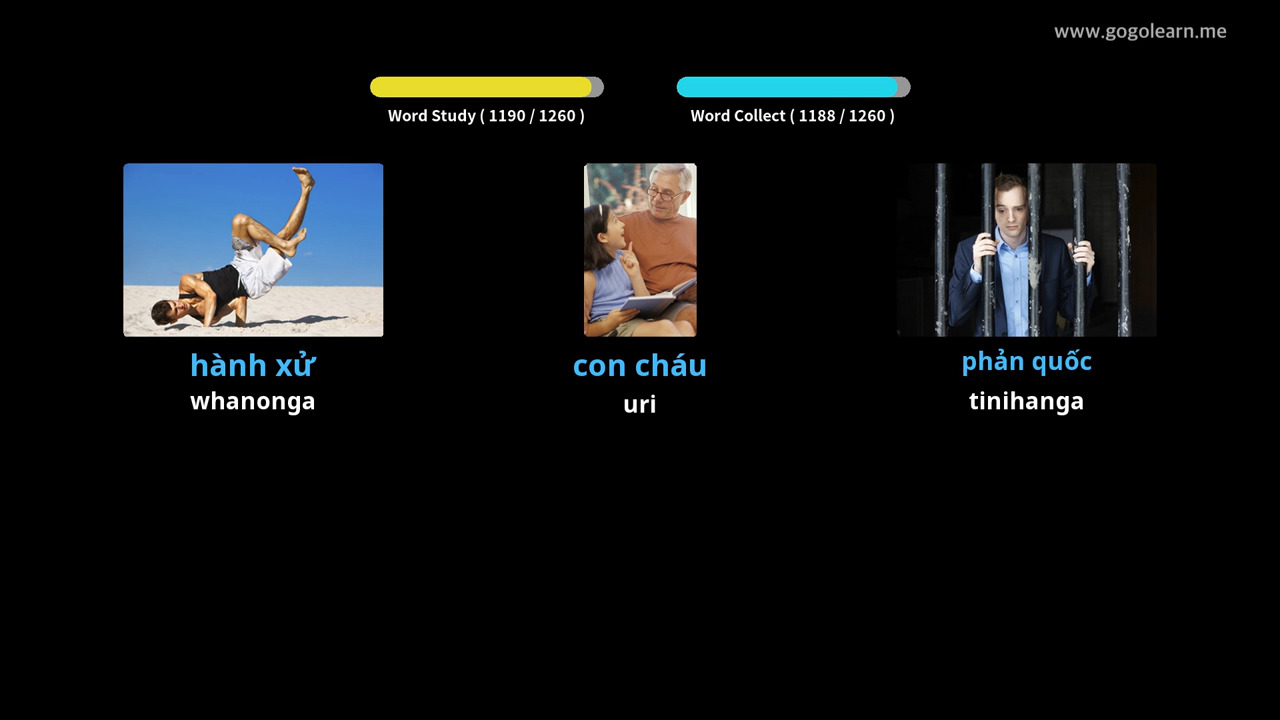 www.gogolearn.me
Word Study ( 1190 / 1260 )
Word Collect ( 1188 / 1260 )
hành xử
whanonga
con cháu
uri
phản quốc
tinihanga